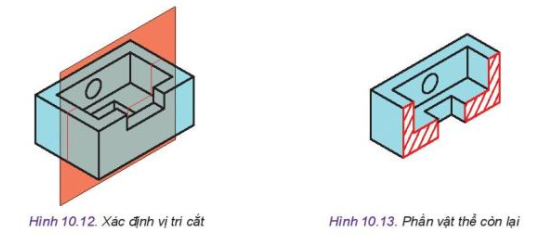 Hình 10.12. Xác định vị trí cắt
Hình 10.13. Phần vật thể còn lại